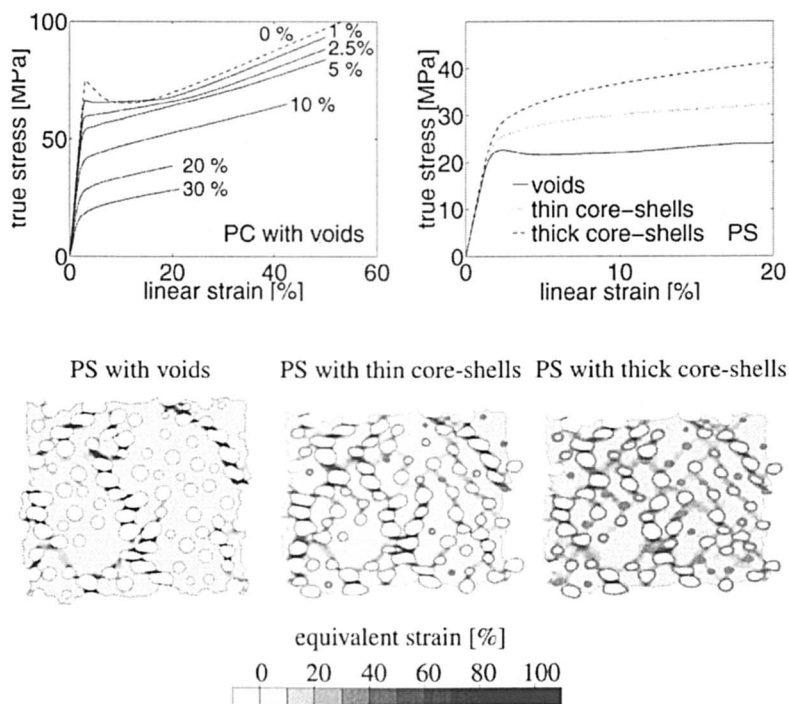 100
50
0
true stress [MPa]
0 %
1 %
2.5%
5 %
10 %
20 %
30 %
PC with voids
0
20
40
60
linear strain [%]
40
30
20
10
0
true stress [MPa]
voids
thin core-shells
thick core-shells
PS
0
10
20
linear strain [%]
PS with voids
PS with thin core-shells
PS with thick core-shells
equivalent strain [%]
0 20 40 60 80 100